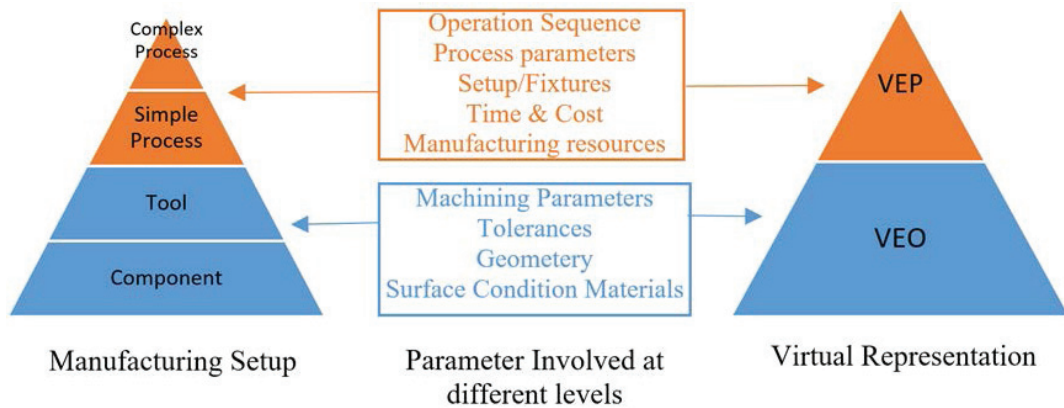 Complex
Process
Simple
Process
Tool
Component
Operation Sequence
Process parameters
Setup/Fixtures
Time & Cost
Manufacturing resources
Machining Parameters
Tolerances
Geometery
Surface Condition Materials
VEP
VEO
Manufacturing Setup
Parameter Involved at
different levels
Virtual Representation